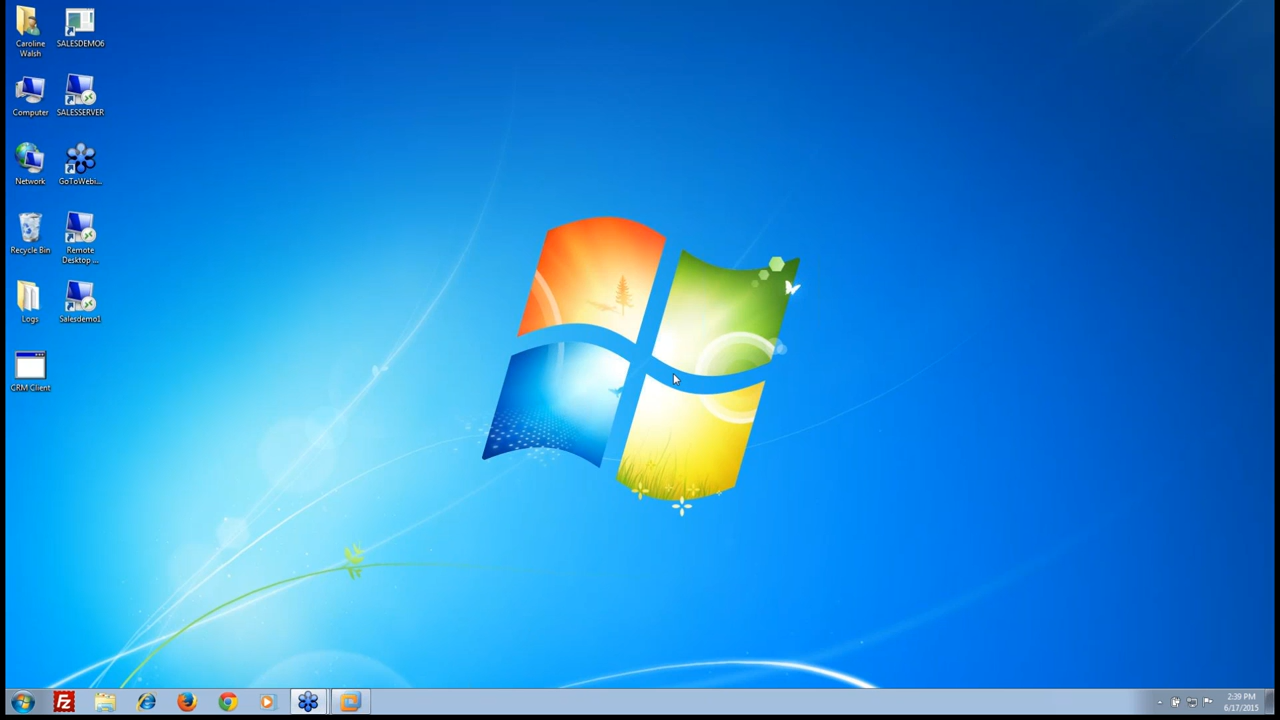 Caroline
Walsh
SALESDEMO6
Computer
SALESSERVER
Network
GoToWebi...
Recycle Bin
Remote
Desktop ...
Logs
Salesdemo1
CRM Client
Fz
2:39 PM
6/17/2015